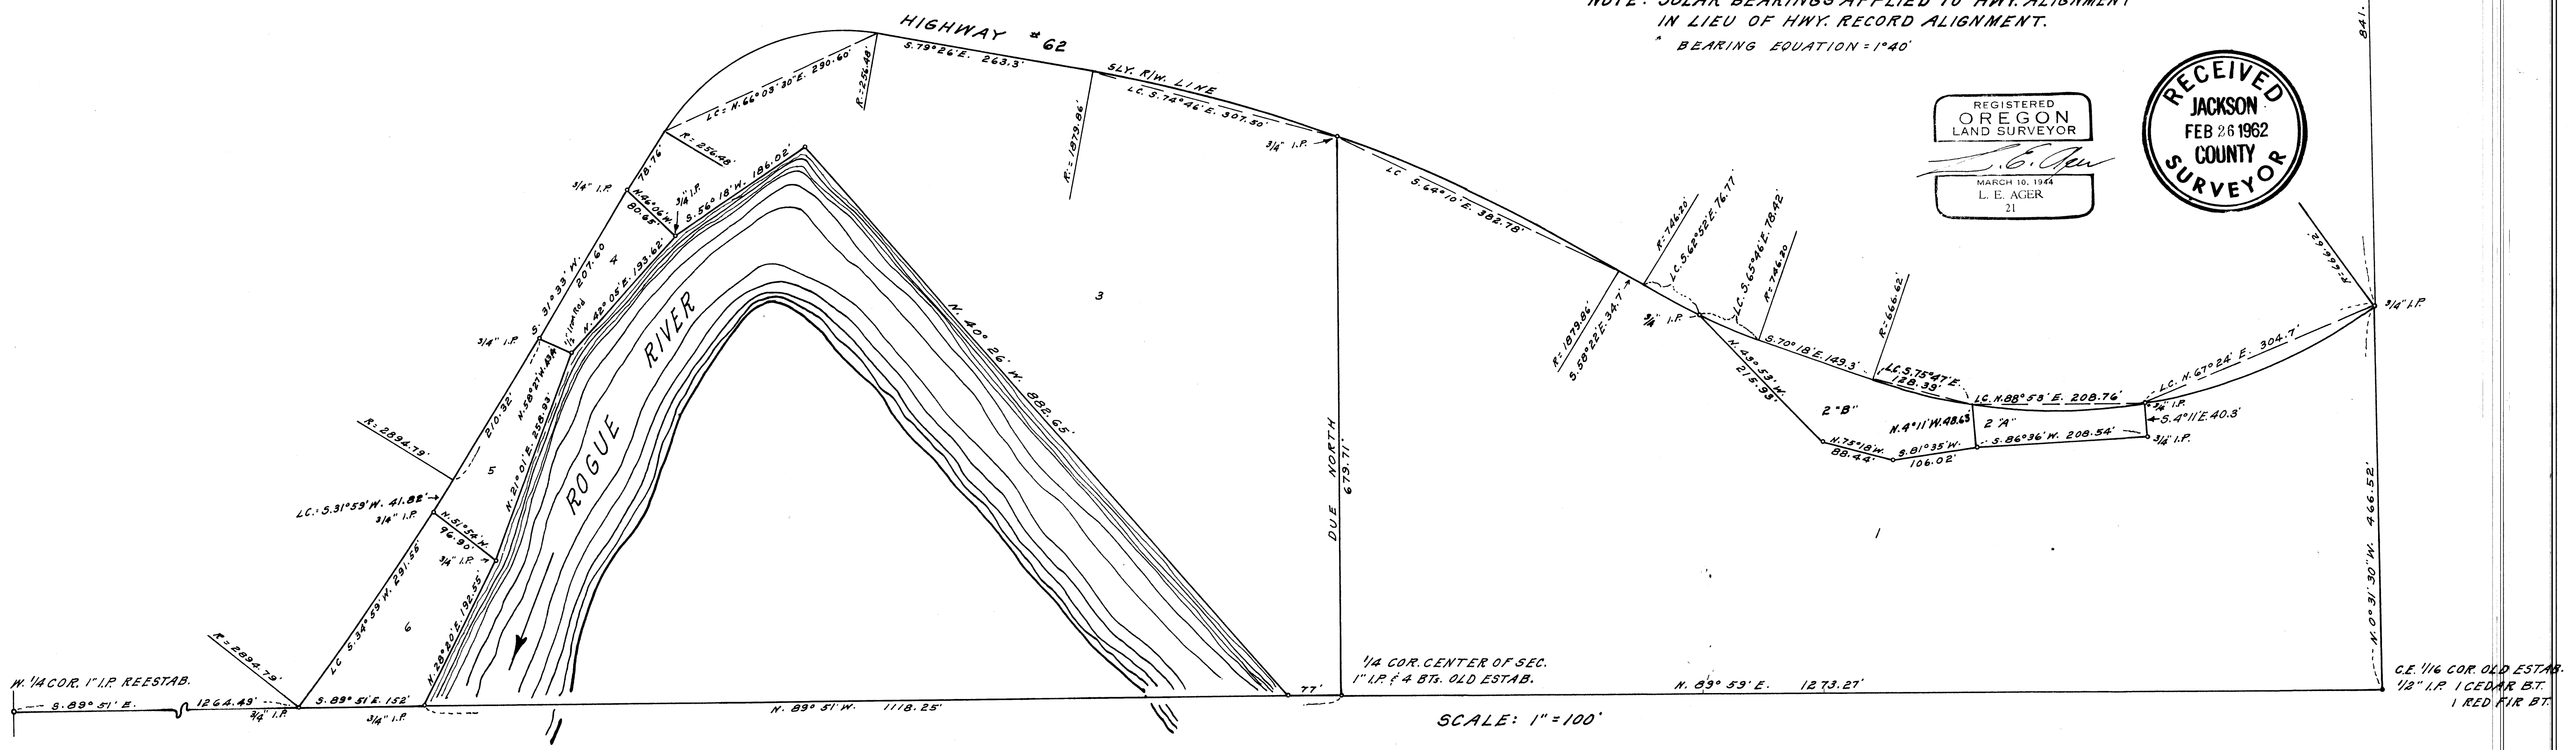 NOTE: SOLAR BEARINGS APPLIED TO HWY. ALIGNMENT
IN LIEU OF HWY. RECORD ALIGNMENT.
BEARING EQUATION = 1°40'
841.
REGISTERED
OREGON
LAND SURVEYOR
L. E. Ager
MARCH 10, 1944
L. E. AGER
21
RECEIVED
JACKSON
FEB 26 1962
COUNTY
SURVEYOR
HIGHWAY #62
S. 79° 26' E. 263.3'
LC = N. 66° 03' 30" E. 290.60'
R = 256.48'
R = 256.48'
SLY. R/W. LINE
LC. S. 74° 46' E. 307.50'
R = 1879.86'
3/4" I.P.
78.76'
3/4" I.P.
N. 46° 06' W.
80.65'
3/4" I.P.
S. 56° 18' W. 186.02'
S. 31° 33' W.
207.60
4
N. 42° 05' E. 193.62'
1/2" Iron Rod
3/4" I.P.
N. 58° 27' W. 43.4
210.32'
R = 2894.79'
5
N. 21° 01' E. 258.93'
LC. = S. 31° 59' W. 41.82'
3/4" I.P.
N. 51° 54' W.
96.90'
3/4" I.P.
LC S. 34° 59' W. 291.56'
6
N. 28° 20' E. 192.55'
R = 2894.79'
ROGUE RIVER
N. 40° 26' W. 882.65'
3
DUE NORTH
679.71'
LC S. 64° 10' E. 382.78'
R = 1879.86'
S. 58° 22' E. 34.7'
R = 746.20'
LC. S. 62° 52' E. 76.77'
LC. S. 65° 46' E. 78.42'
R = 746.20
3/4" I.P.
S. 70° 18' E. 149.3'
R = 666.62'
LC. S. 75° 47' E.
128.39'
N. 43° 53' W.
215.93'
2 "B"
N. 75° 18' W.
88.44'
S. 81° 35' W.
106.02'
N. 4° 11' W. 48.63'
LC. N. 88° 58' E. 208.76'
2 "A"
S. 86° 36' W. 208.54'
3/4" I.P.
S. 4° 11' E. 40.3'
3/4" I.P.
LC. N. 67° 24' E. 304.7'
R = 666.62'
3/4" I.P.
1
N. 0° 31' 30" W. 466.52'
W. 1/4 COR. 1" I.P. REESTAB.
S. 89° 51' E. 1264.49'
3/4" I.P.
S. 89° 51' E. 152'
3/4" I.P.
N. 89° 51' W. 1118.25'
77'
1/4 COR. CENTER OF SEC.
1" I.P. & 4 BTs. OLD ESTAB.
N. 89° 59' E. 1273.27'
C.E. 1/16 COR. OLD ESTAB.
1/2" I.P. 1 CEDAR B.T.
1 RED FIR BT.
SCALE: 1" = 100'